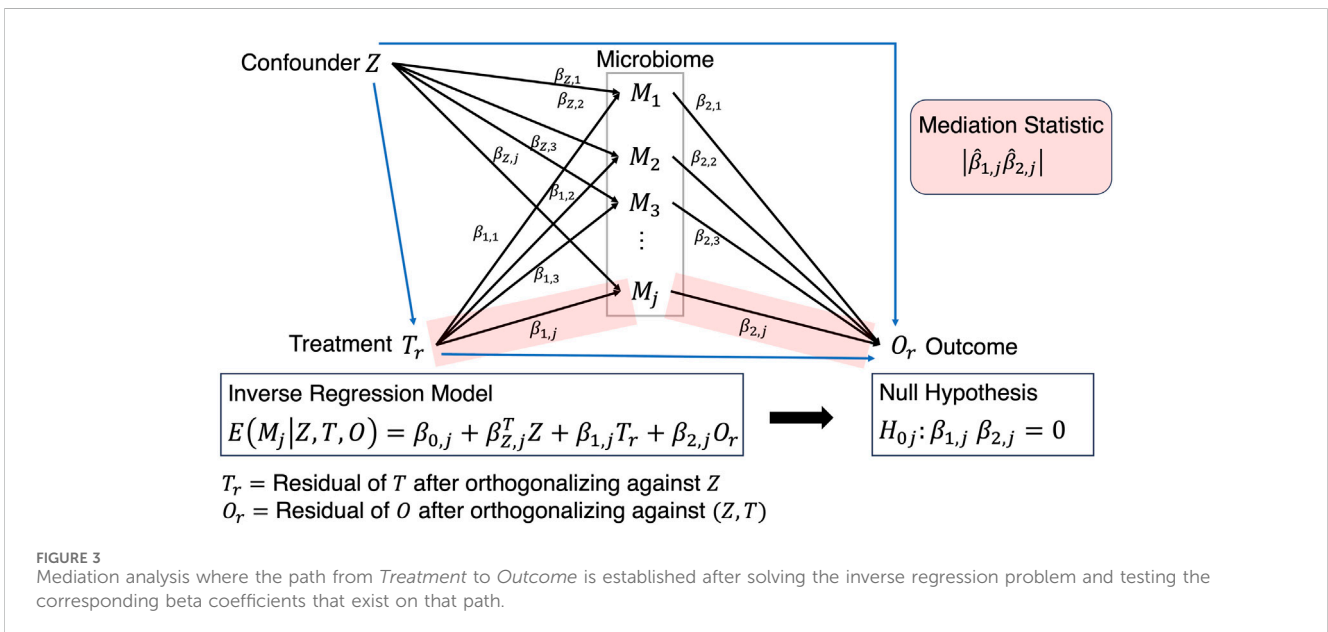 Confounder Z
Microbiome
β_{Z,1}
M_1
β_{2,1}
β_{Z,2}
Mediation Statistic
|β̂_{1,j}β̂_{2,j}|
β_{Z,3}
β_{Z,j}
M_2
β_{2,2}
β_{1,2}
M_3
β_{1,1}
⋮
β_{2,3}
β_{1,3}
M_j
β_{1,j}
β_{2,j}
Treatment T_r
O_r Outcome
Inverse Regression Model
E(M_j|Z, T, O) = β_{0,j} + β_{Z,j}^T Z + β_{1,j}T_r + β_{2,j}O_r
Null Hypothesis
H_{0j}: β_{1,j} β_{2,j} = 0
T_r = Residual of T after orthogonalizing against Z
O_r = Residual of O after orthogonalizing against (Z, T)
FIGURE 3
Mediation analysis where the path from Treatment to Outcome is established after solving the inverse regression problem and testing the
corresponding beta coefficients that exist on that path.